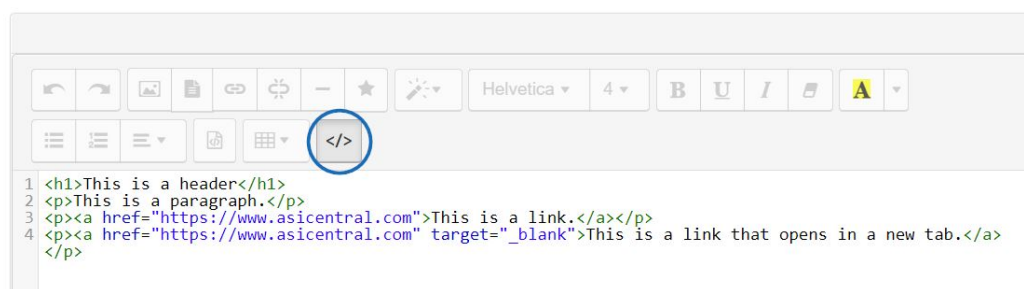 Helvetica 4 B U I A
</>
1 <h1>This is a header</h1>
2 <p>This is a paragraph.</p>
3 <p><a href="https://www.asicentral.com">This is a link.</a></p>
4 <p><a href="https://www.asicentral.com" target="_blank">This is a link that opens in a new tab.</a>
</p>